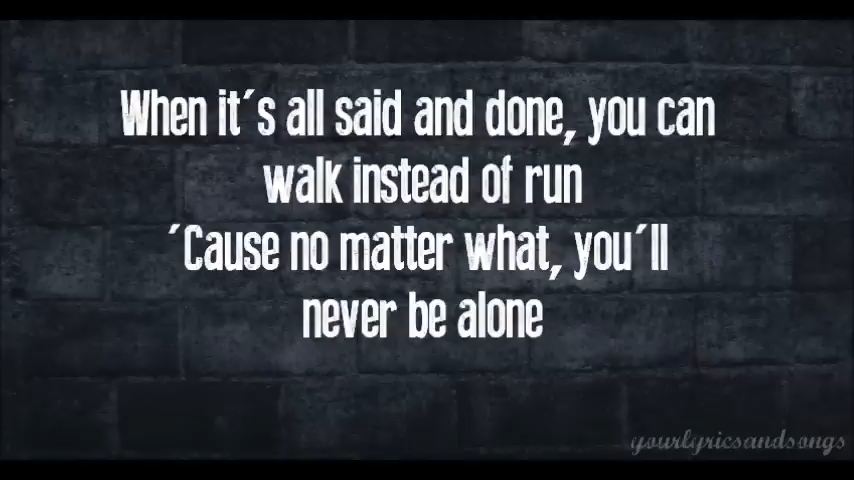 When it's all said and done, you can
walk instead of run
'Cause no matter what, you'll
never be alone
yourlyricsandsongs